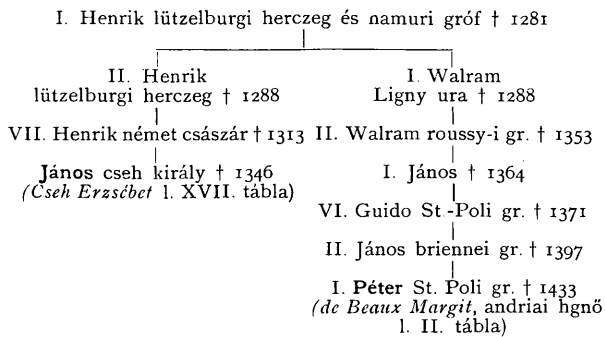 I. Henrik lützelburgi herczeg és namuri gróf † 1281
II. Henrik
lützelburgi herczeg † 1288
I. Walram
Ligny ura † 1288
VII. Henrik német császár † 1313
II. Walram roussy-i gr. † 1353
János cseh király † 1346
(Cseh Erzsébet l. XVII. tábla)
I. János † 1364
VI. Guido St.-Poli gr. † 1371
II. János briennei gr. † 1397
I. Péter St. Poli gr. † 1433
(de Beaux Margit, andriai hgnő
l. II. tábla)